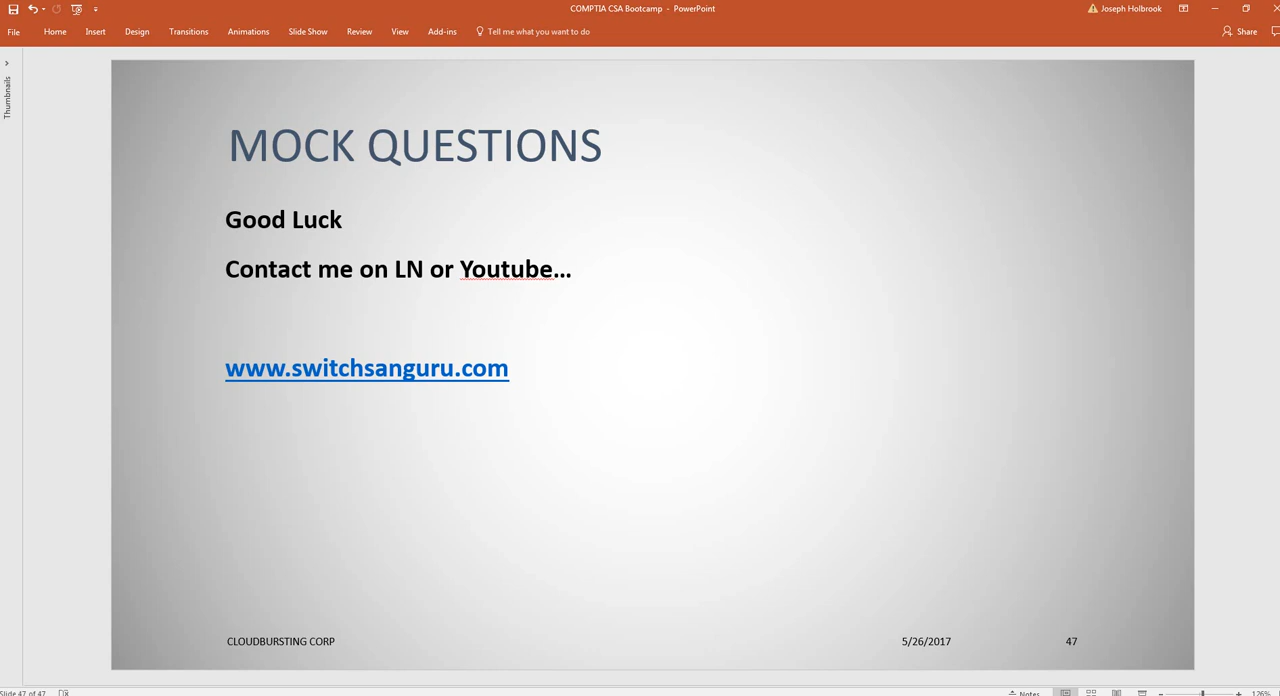 COMPTIA CSA Bootcamp - PowerPoint
Joseph Holbrook
File Home Insert Design Transitions Animations Slide Show Review View Add-ins Tell me what you want to do Share
Thumbnails
MOCK QUESTIONS
Good Luck
Contact me on LN or Youtube...
www.switchsanguru.com
CLOUDBURSTING CORP 5/26/2017 47
Slide 47 of 47 Notes 126%